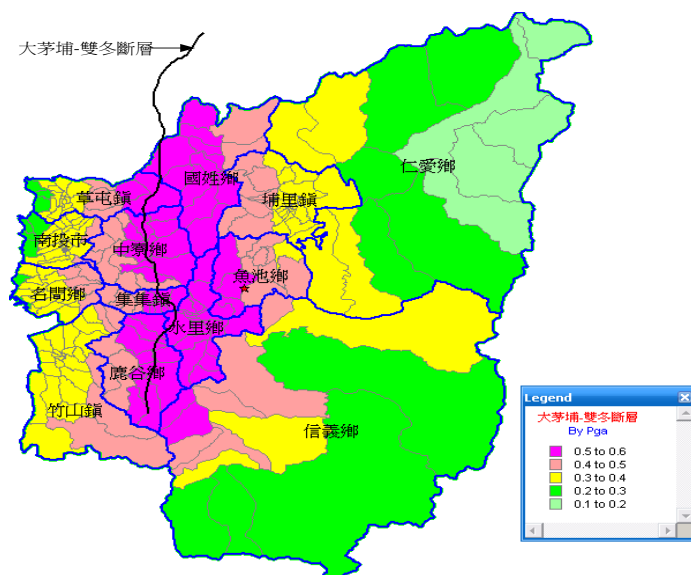 大茅埔-雙冬斷層
仁愛鄉
國姓鄉
草屯鎮
埔里鎮
南投市
中寮鄉
魚池鄉
名間鄉
集集鎮
水里鄉
鹿谷鄉
竹山鎮
信義鄉
Legend
大茅埔-雙冬斷層
By Pga
0.5 to 0.6
0.4 to 0.5
0.3 to 0.4
0.2 to 0.3
0.1 to 0.2